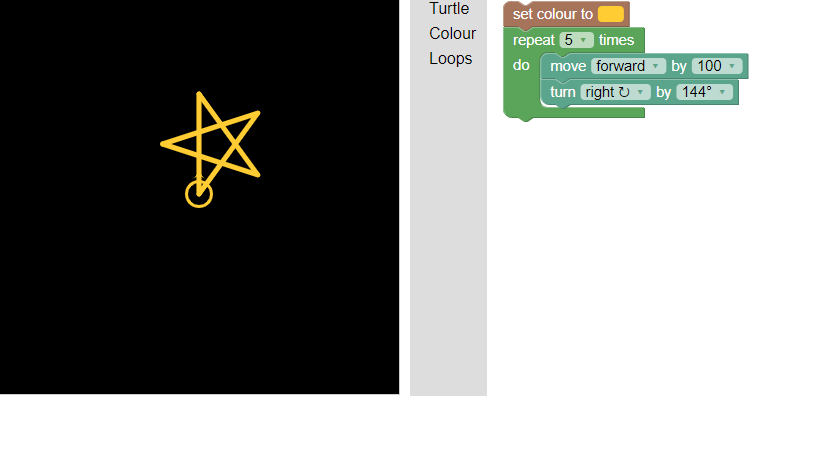 Turtle
Colour
Loops
set colour to
repeat 5 times
do move forward by 100
turn right ↻ by 144°